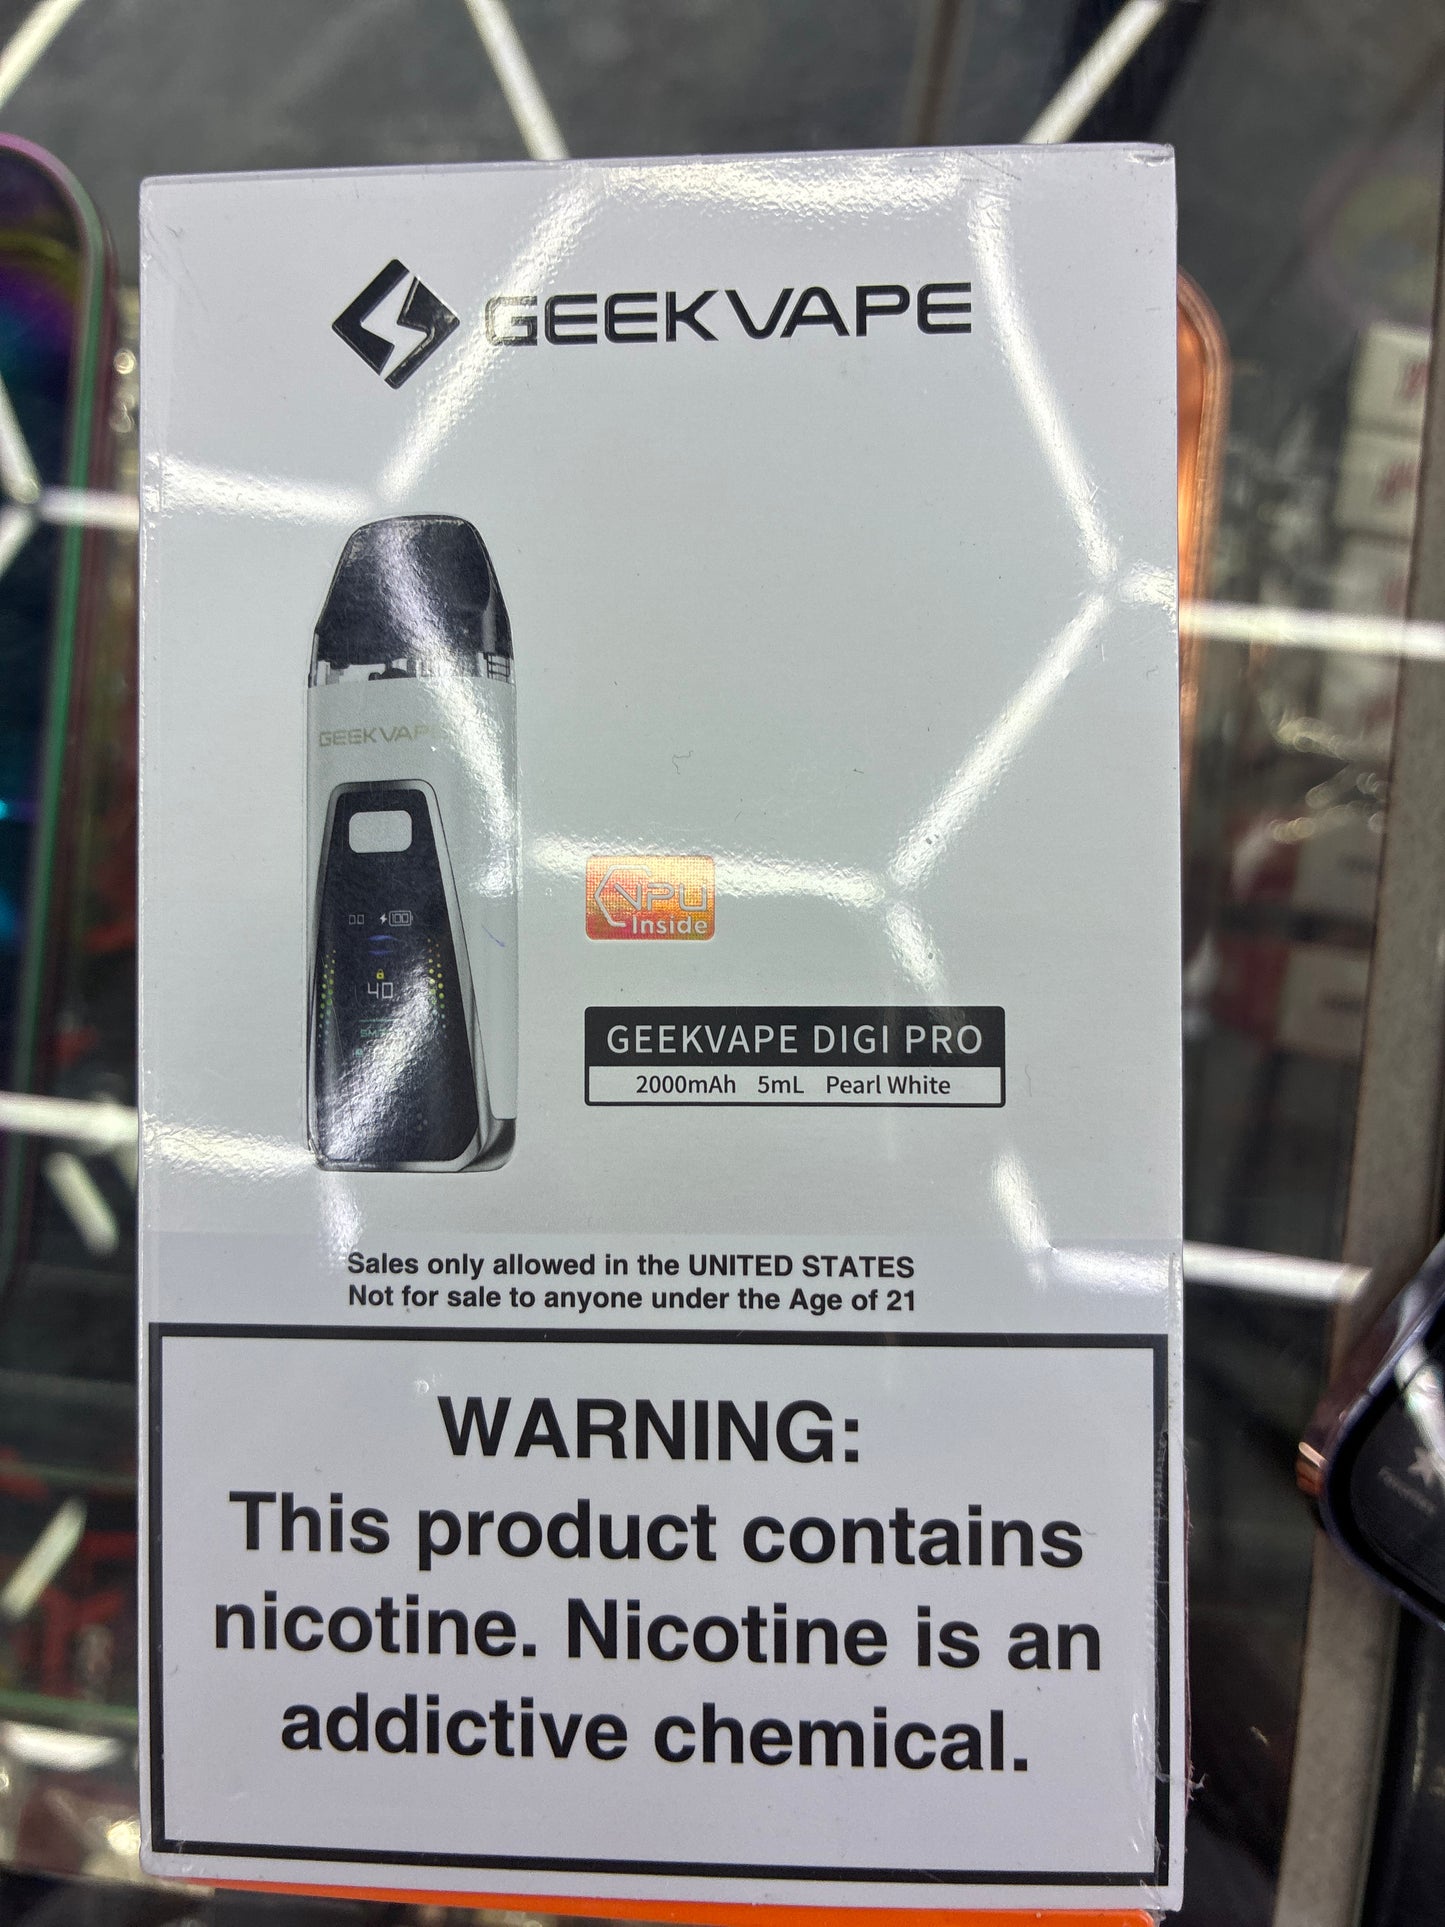 GEEKVAPE
GEEKVAPE
100
40
VPU
Inside
GEEKVAPE DIGI PRO
2000mAh 5mL Pearl White
Sales only allowed in the UNITED STATES
Not for sale to anyone under the Age of 21
WARNING:
This product contains
nicotine. Nicotine is an
addictive chemical.